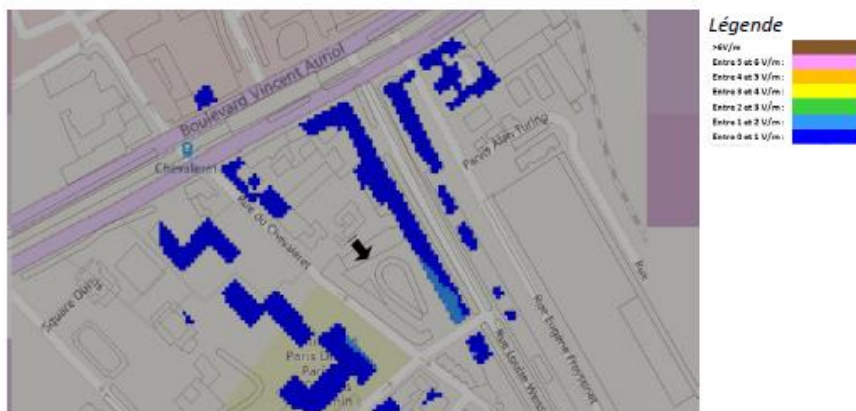 Légende
>6V/m
Entre 5 et 6 V/m :
Entre 4 et 5 V/m :
Entre 3 et 4 V/m :
Entre 2 et 3 V/m :
Entre 1 et 2 V/m :
Entre 0 et 1 V/m :
Boulevard Vincent Auriol
Chevaleret
Parvis Alan Turing
Rue du Chevaleret
Square Dunois
Rue
Rue Eugène Freyssinet
Rue Louise Weiss
Paris